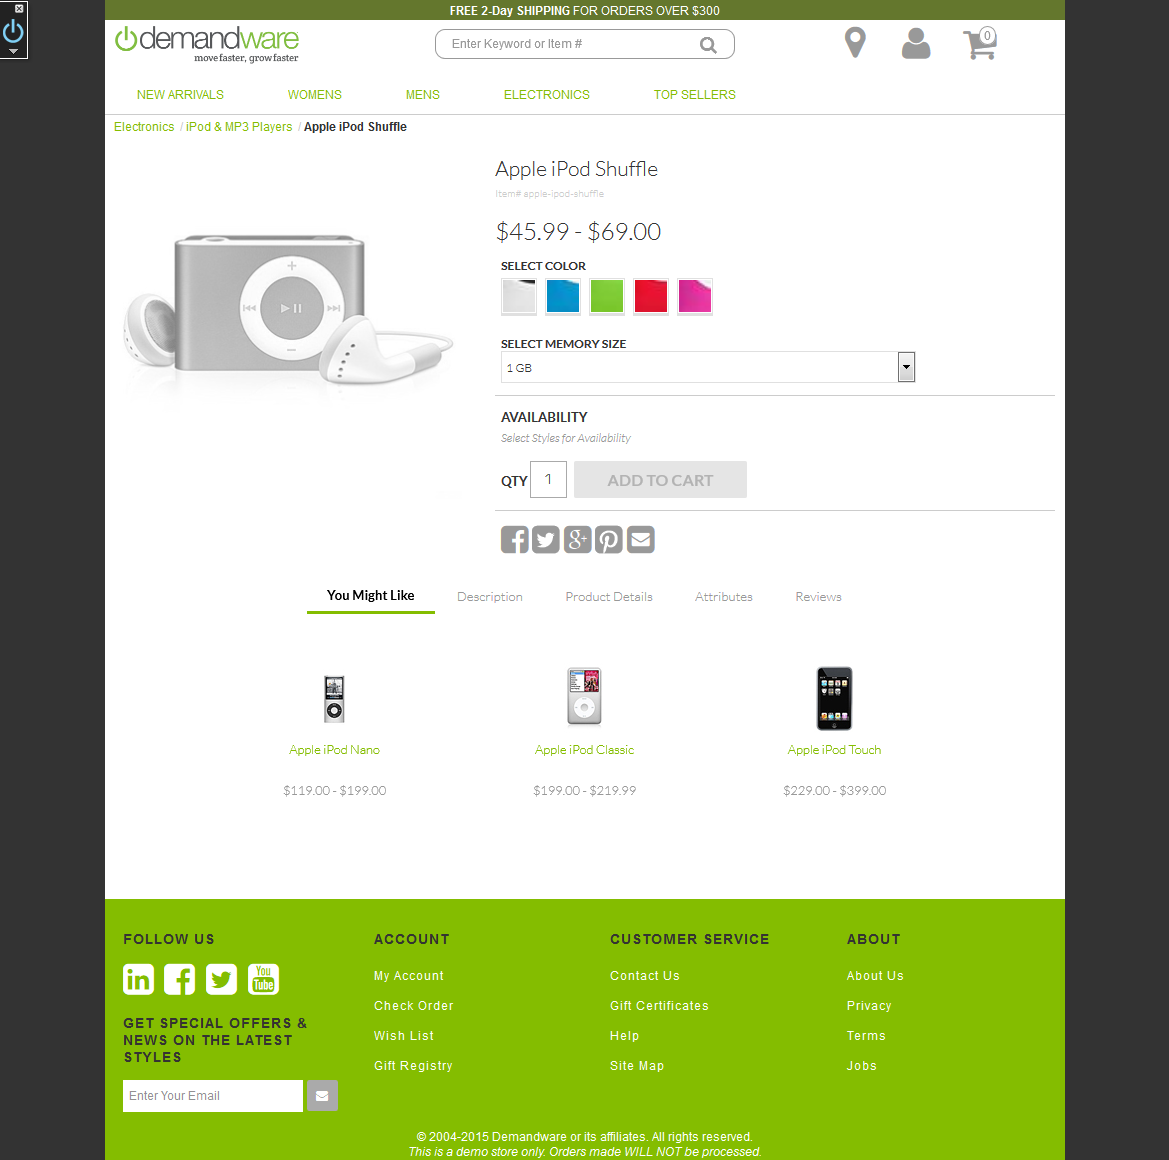 FREE 2-Day SHIPPING FOR ORDERS OVER $300
demandware
move faster, grow faster
Enter Keyword or Item #
0
NEW ARRIVALS WOMENS MENS ELECTRONICS TOP SELLERS
Electronics / iPod & MP3 Players / Apple iPod Shuffle
Apple iPod Shuffle
Item# apple-ipod-shuffle
$45.99 - $69.00
SELECT COLOR
SELECT MEMORY SIZE
1 GB
AVAILABILITY
Select Styles for Availability
QTY 1 ADD TO CART
You Might Like Description Product Details Attributes Reviews
Apple iPod Nano Apple iPod Classic Apple iPod Touch
$119.00 - $199.00 $199.00 - $219.99 $229.00 - $399.00
FOLLOW US
You Tube
GET SPECIAL OFFERS &
NEWS ON THE LATEST
STYLES
Enter Your Email
ACCOUNT
My Account
Check Order
Wish List
Gift Registry
CUSTOMER SERVICE
Contact Us
Gift Certificates
Help
Site Map
ABOUT
About Us
Privacy
Terms
Jobs
© 2004-2015 Demandware or its affiliates. All rights reserved.
This is a demo store only. Orders made WILL NOT be processed.